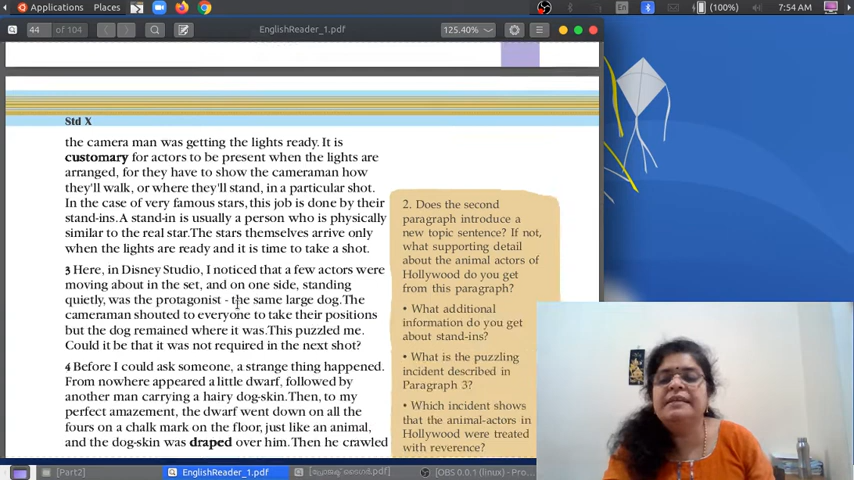 Applications Places En (100%) 7:54 AM
44 of 104 EnglishReader_1.pdf 125.40%
Std X
the camera man was getting the lights ready. It is
customary for actors to be present when the lights are
arranged, for they have to show the cameraman how
they'll walk, or where they'll stand, in a particular shot.
In the case of very famous stars, this job is done by their
stand-ins. A stand-in is usually a person who is physically
similar to the real star. The stars themselves arrive only
when the lights are ready and it is time to take a shot.
3 Here, in Disney Studio, I noticed that a few actors were
moving about in the set, and on one side, standing
quietly, was the protagonist - the same large dog. The
cameraman shouted to everyone to take their positions
but the dog remained where it was. This puzzled me.
Could it be that it was not required in the next shot?
4 Before I could ask someone, a strange thing happened.
From nowhere appeared a little dwarf, followed by
another man carrying a hairy dog-skin. Then, to my
perfect amazement, the dwarf went down on all the
fours on a chalk mark on the floor, just like an animal,
and the dog-skin was draped over him. Then he crawled
2. Does the second
paragraph introduce a
new topic sentence? If not,
what supporting detail
about the animal actors of
Hollywood do you get
from this paragraph?
• What additional
information do you get
about stand-ins?
• What is the puzzling
incident described in
Paragraph 3?
• Which incident shows
that the animal-actors in
Hollywood were treated
with reverence?
[Part2] EnglishReader_1.pdf [OBS 0.0.1 (linux) - Pro...